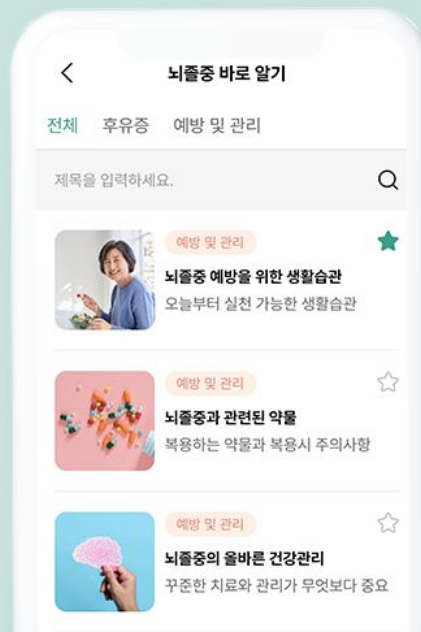 뇌졸중 바로 알기
전체 후유증 예방 및 관리
제목을 입력하세요.
예방 및 관리
뇌졸중 예방을 위한 생활습관
오늘부터 실천 가능한 생활습관
예방 및 관리
뇌졸중과 관련된 약물
복용하는 약물과 복용시 주의사항
예방 및 관리
뇌졸중의 올바른 건강관리
꾸준한 치료와 관리가 무엇보다 중요